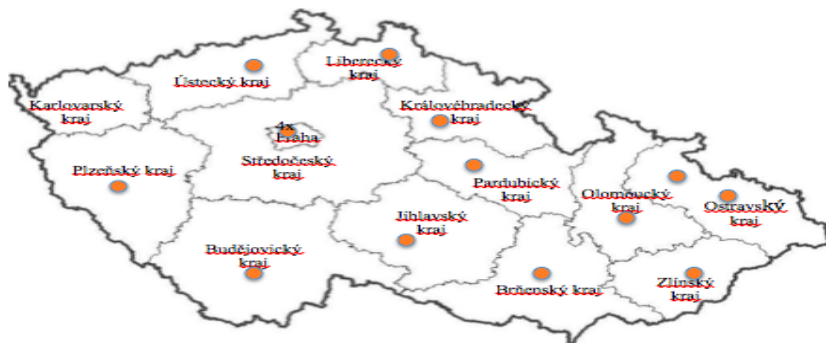 Liberecký
kraj
Ústecký kraj
Karlovarský
kraj
Královéhradecký
kraj
4x
Praha
Středočeský
kraj
Plzeňský kraj
Pardubický
kraj
Olomoucký
kraj
Ostravský
kraj
Jihlavský
kraj
Budějovický
kraj
Brňenský kraj
Zlínský
kraj